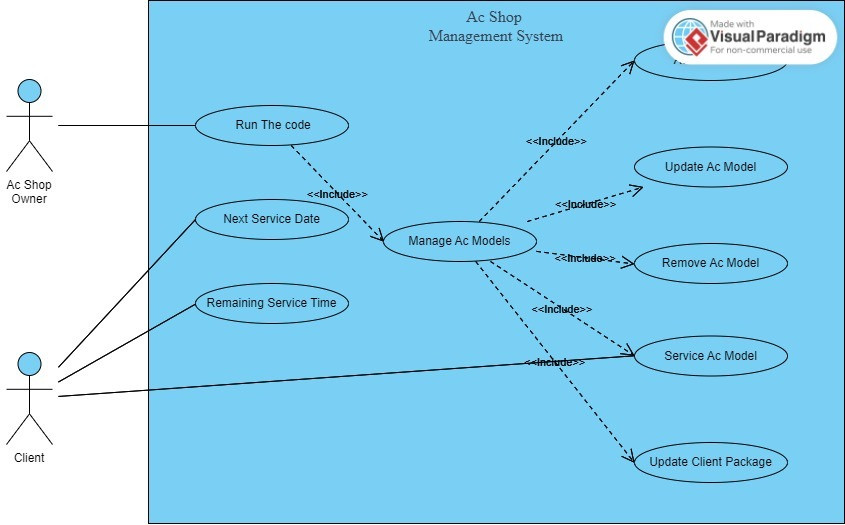 Ac Shop
Management System
Made with
Visual Paradigm
For non-commercial use
Run The code
<<Include>>
Update Ac Model
Ac Shop
Owner
<<Include>>
<<Include>>
Next Service Date
Manage Ac Models
<<Include>>
Remove Ac Model
Remaining Service Time
<<Include>>
Service Ac Model
<<Include>>
Client
Update Client Package